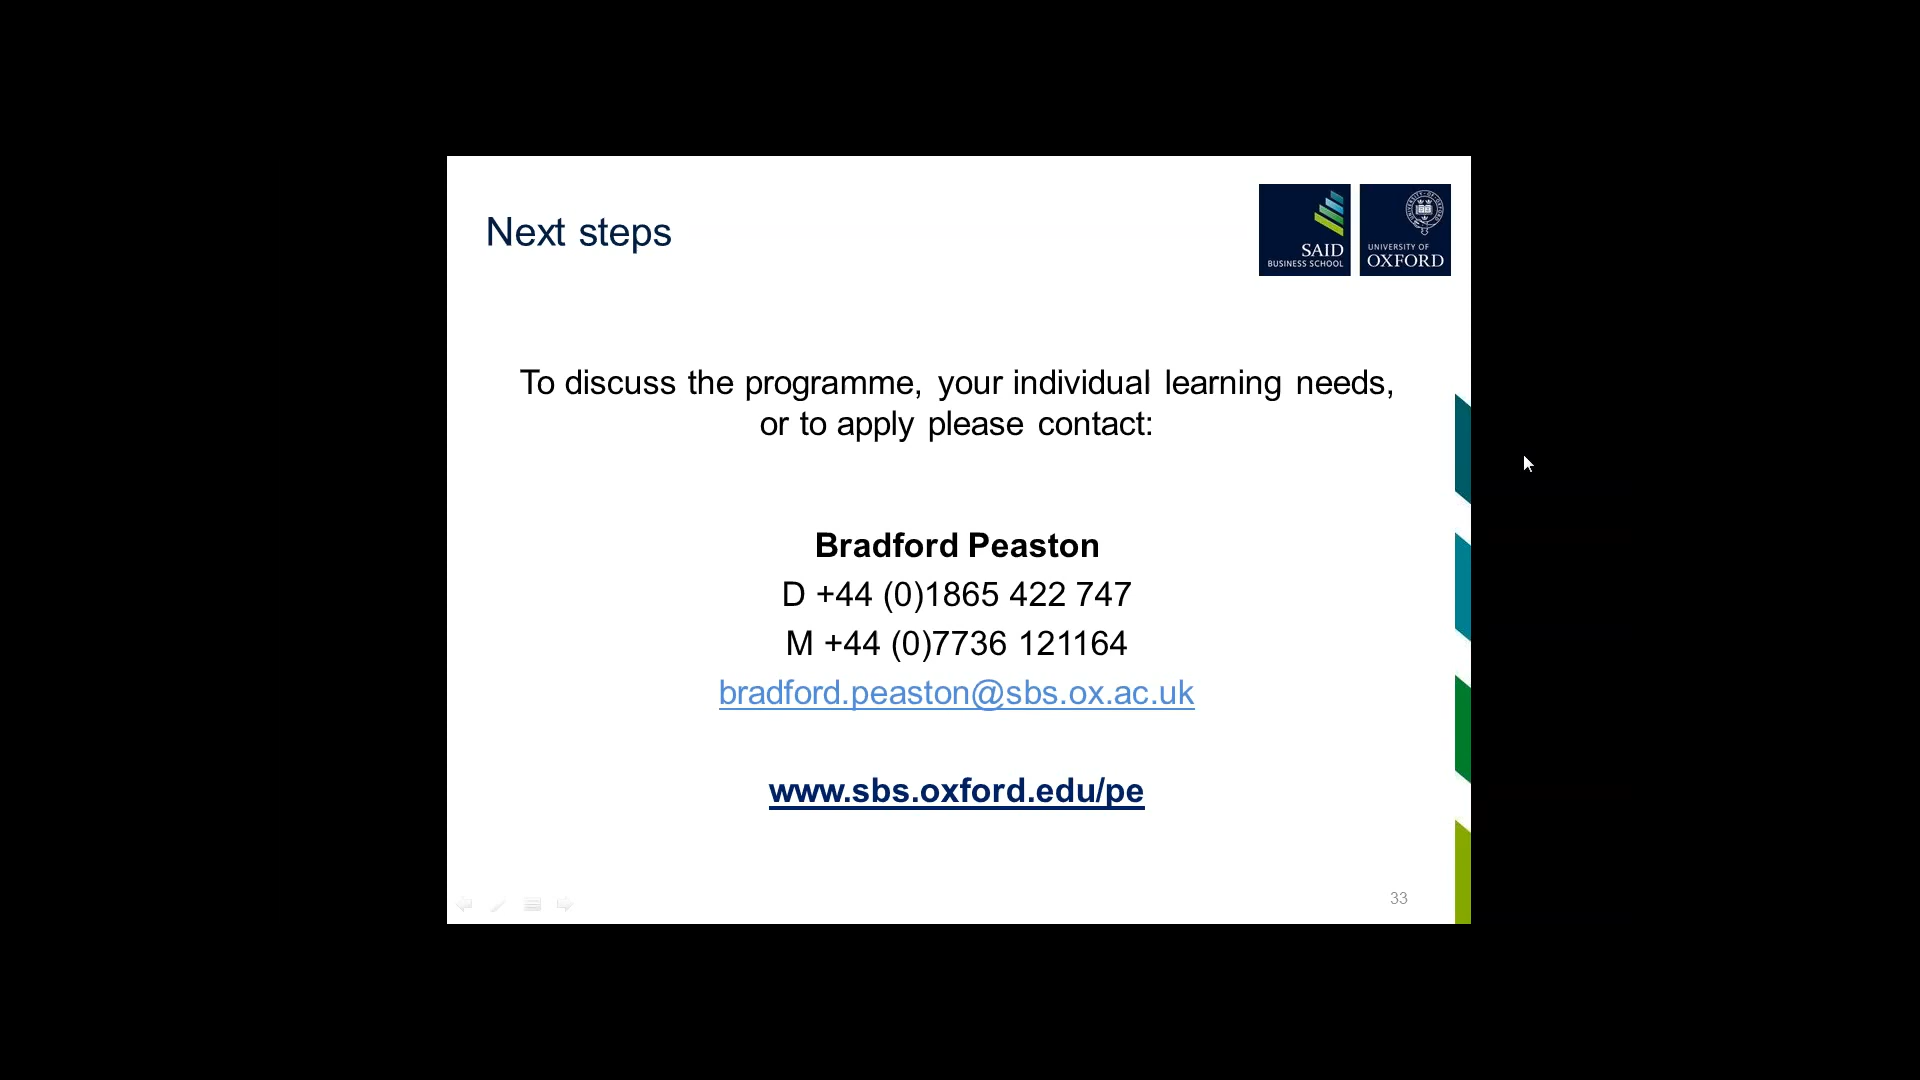 Next steps
SAID
BUSINESS SCHOOL
UNIVERSITY OF
OXFORD
To discuss the programme, your individual learning needs,
or to apply please contact:
Bradford Peaston
D +44 (0)1865 422 747
M +44 (0)7736 121164
bradford.peaston@sbs.ox.ac.uk
www.sbs.oxford.edu/pe
33